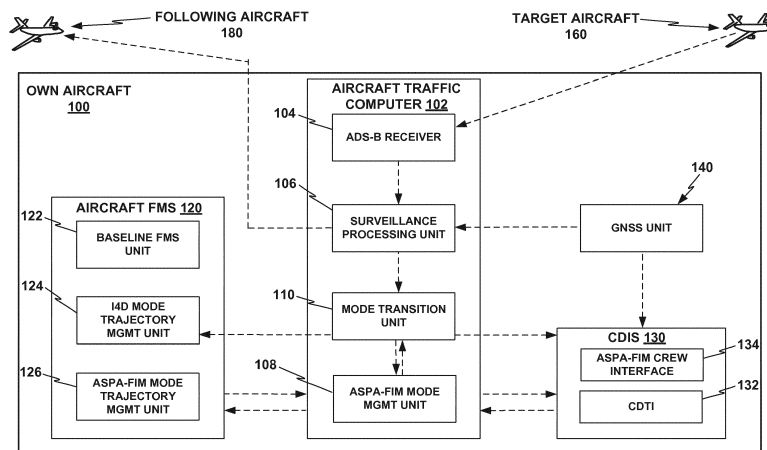 FOLLOWING AIRCRAFT
180
TARGET AIRCRAFT
160
OWN AIRCRAFT
100
AIRCRAFT TRAFFIC
COMPUTER 102
104
ADS-B RECEIVER
106
SURVEILLANCE
PROCESSING UNIT
140
GNSS UNIT
AIRCRAFT FMS 120
122
BASELINE FMS
UNIT
124
I4D MODE
TRAJECTORY
MGMT UNIT
126
ASPA-FIM MODE
TRAJECTORY
MGMT UNIT
110
MODE TRANSITION
UNIT
108
ASPA-FIM MODE
MGMT UNIT
CDIS 130
134
ASPA-FIM CREW
INTERFACE
132
CDTI